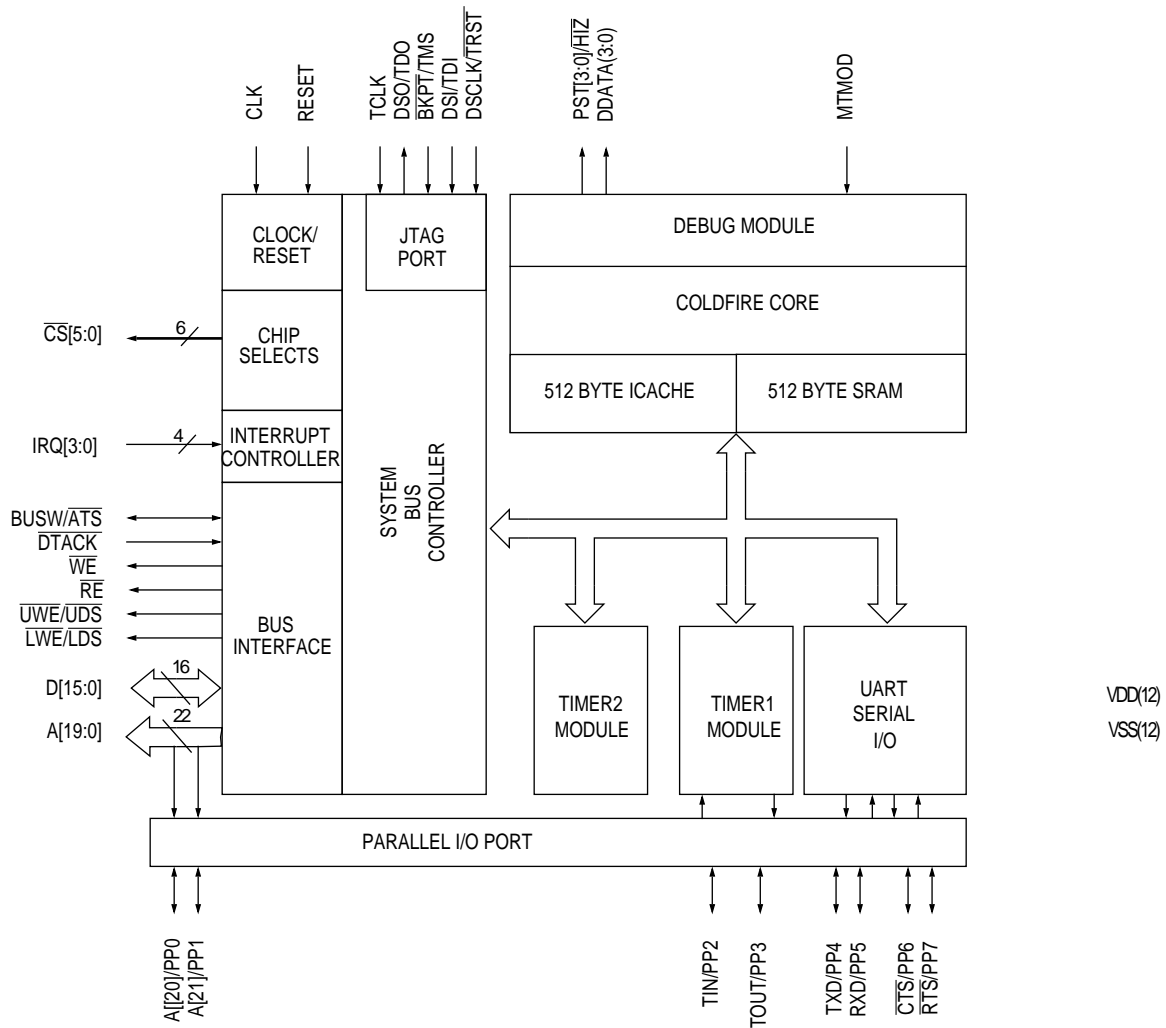 CLK
RESET
TCLK
DSO/TDO
BKPT/TMS
DSI/TDI
DSCLK/TRST
PST[3:0]/HIZ
DDATA(3:0)
MTMOD
CLOCK/
RESET
JTAG
PORT
DEBUG MODULE
COLDFIRE CORE
512 BYTE ICACHE
512 BYTE SRAM
CS[5:0]
6
CHIP
SELECTS
IRQ[3:0]
4
INTERRUPT
CONTROLLER
SYSTEM
BUS
CONTROLLER
BUSW/ATS
DTACK
WE
RE
UWE/UDS
LWE/LDS
BUS
INTERFACE
D[15:0]
16
A[19:0]
22
TIMER2
MODULE
TIMER1
MODULE
UART
SERIAL
I/O
VDD(12)
VSS(12)
PARALLEL I/O PORT
A[[20]/PP0
A[21]/PP1
TIN/PP2
TOUT/PP3
TXD/PP4
RXD/PP5
CTS/PP6
RTS/PP7